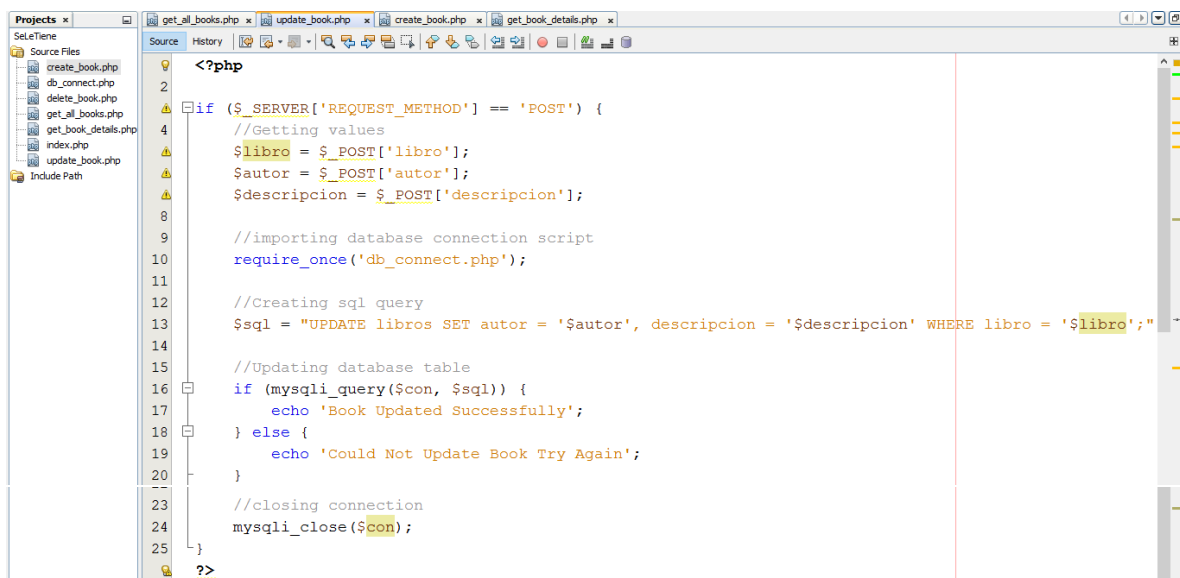 Projects × get_all_books.php × update_book.php × create_book.php × get_book_details.php ×
SeLeTiene
Source Files
create_book.php
db_connect.php
delete_book.php
get_all_books.php
get_book_details.php
index.php
update_book.php
Include Path
Source History
<?php
2
if ($_SERVER['REQUEST_METHOD'] == 'POST') {
4 //Getting values
$libro = $_POST['libro'];
$autor = $_POST['autor'];
$descripcion = $_POST['descripcion'];
8
9 //importing database connection script
10 require_once('db_connect.php');
11
12 //Creating sql query
13 $sql = "UPDATE libros SET autor = '$autor', descripcion = '$descripcion' WHERE libro = '$libro';"
14
15 //Updating database table
16 if (mysqli_query($con, $sql)) {
17 echo 'Book Updated Successfully';
18 } else {
19 echo 'Could Not Update Book Try Again';
20 }
23 //closing connection
24 mysqli_close($con);
25 }
?>